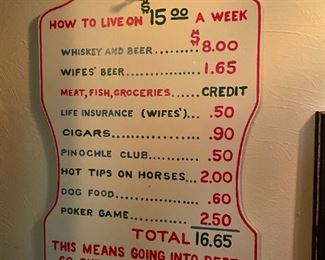 HOW TO LIVE ON $15.00 A WEEK
WHISKEY AND BEER........$8.00
WIFES' BEER..............1.65
MEAT, FISH, GROCERIES......CREDIT
LIFE INSURANCE (WIFES')....50
CIGARS....................90
PINOCHLE CLUB.............50
HOT TIPS ON HORSES...2.00
DOG FOOD................60
POKER GAME.............2.50
TOTAL 16.65
THIS MEANS GOING INTO DEBT